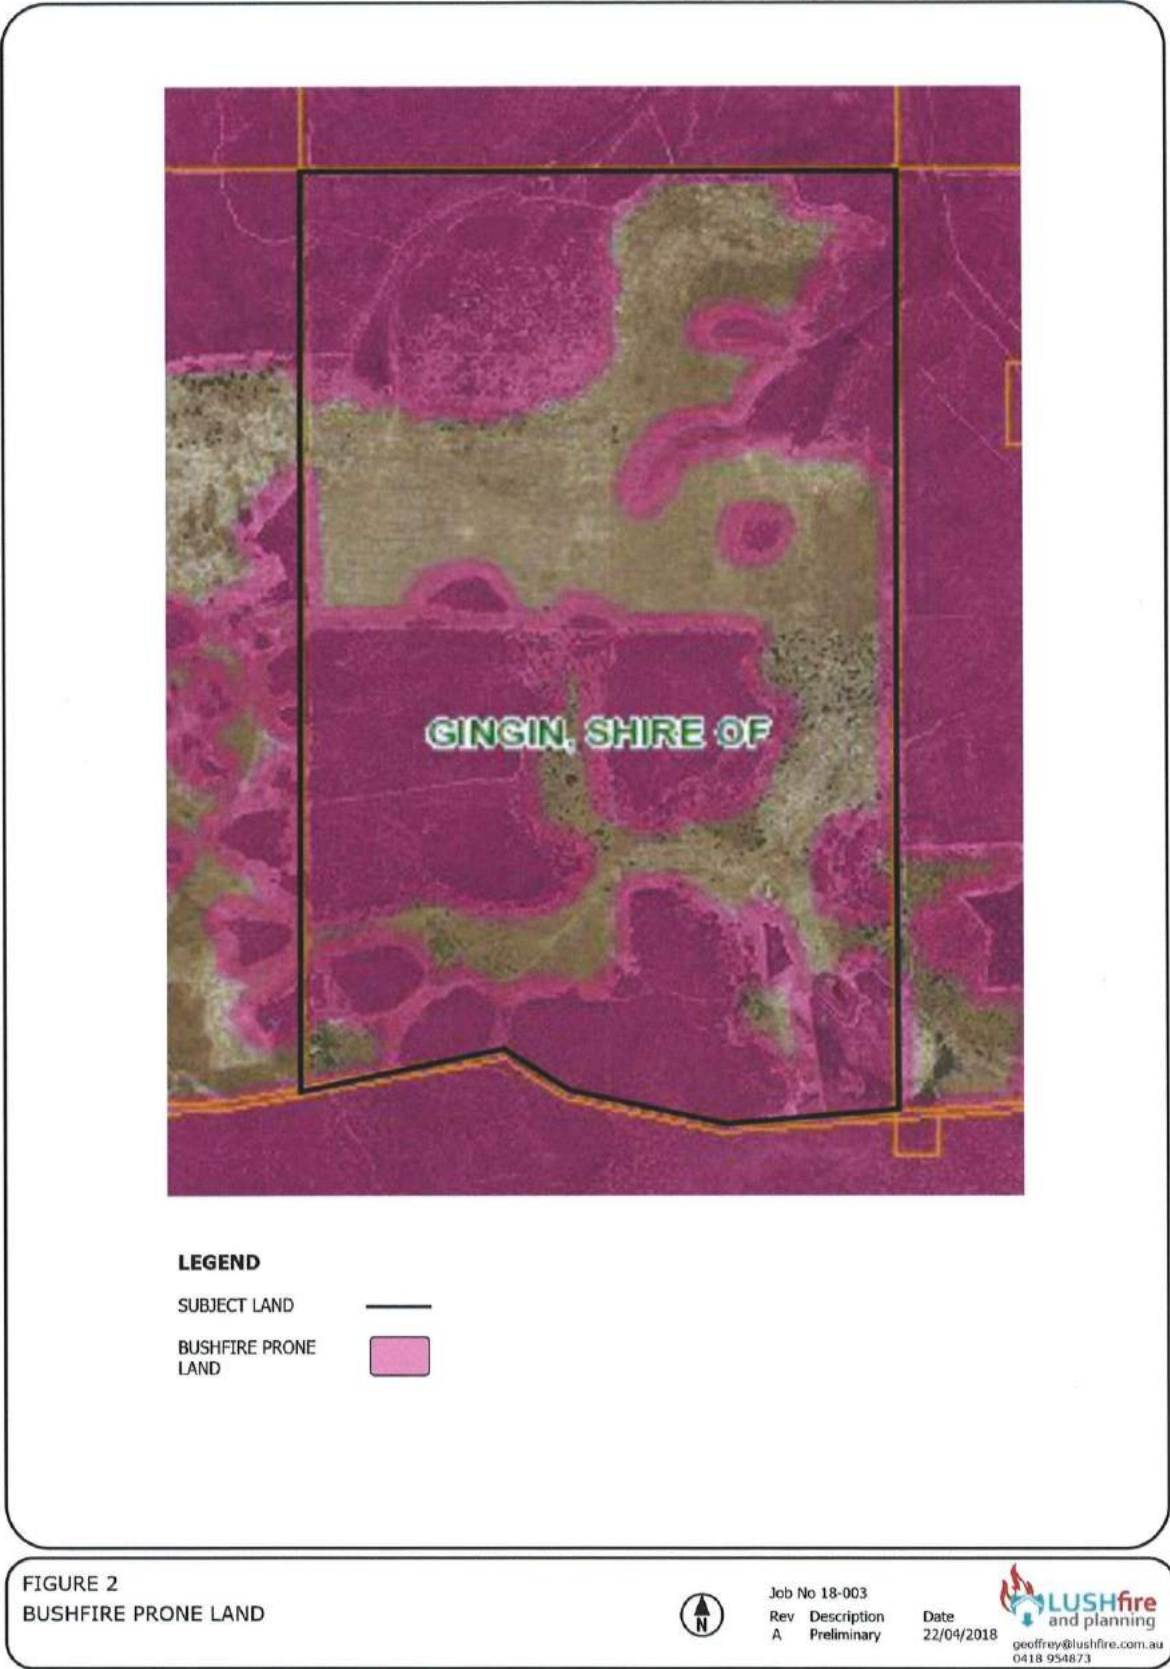 GINGIN, SHIRE OF
LEGEND
SUBJECT LAND
BUSHFIRE PRONE
LAND
FIGURE 2
BUSHFIRE PRONE LAND
N
Job No 18-003
Rev Description Date
A Preliminary 22/04/2018
LUSHfire
and planning
geoffrey@lushfire.com.au
0418 954873